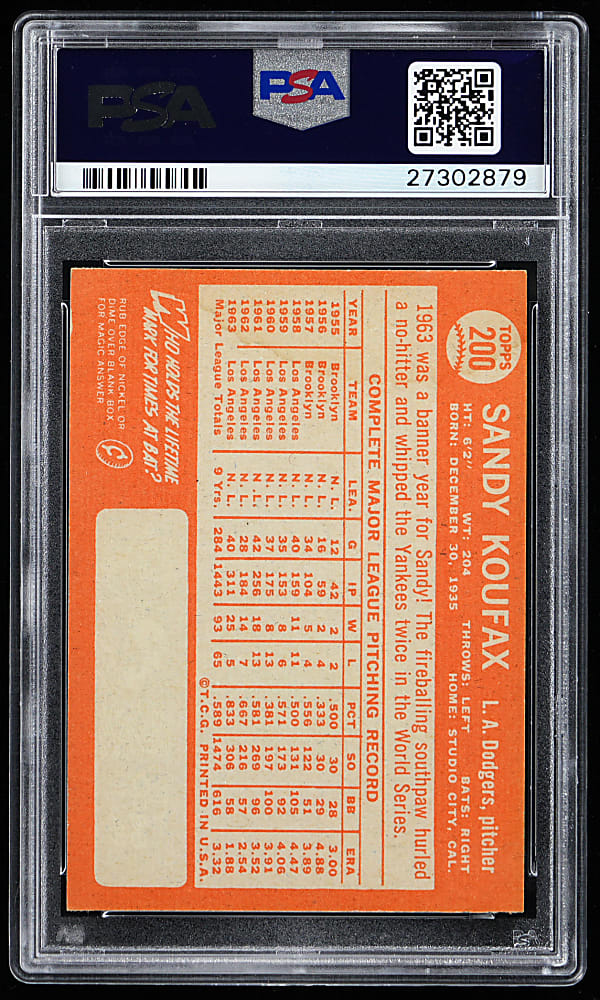 PSA
PSA
27302879
TOPPS
200
SANDY KOUFAX L. A. Dodgers, pitcher
HT: 6'2" WT: 204 THROWS: LEFT BATS: RIGHT
BORN: DECEMBER 30, 1935 HOME: STUDIO CITY, CAL.
1963 was a banner year for Sandy! The fireballing southpaw hurled
a no-hitter and whipped the Yankees twice in the World Series.
COMPLETE MAJOR LEAGUE PITCHING RECORD
YEAR TEAM LEA. G IP W L PCT SO BB ERA
1955 Brooklyn N. L. 12 42 2 2 .500 30 28 3.00
1956 Brooklyn N. L. 16 59 2 4 .333 30 29 4.88
1957 Brooklyn N. L. 34 104 5 4 .556 122 51 3.89
1958 Los Angeles N. L. 40 159 11 11 .500 131 105 4.47
1959 Los Angeles N. L. 35 153 8 6 .571 173 92 4.06
1960 Los Angeles N. L. 37 175 8 13 .381 197 100 3.91
1961 Los Angeles N. L. 42 256 18 13 .581 269 96 3.52
1962 Los Angeles N. L. 28 184 14 7 .667 216 57 2.54
1963 Los Angeles N. L. 40 311 25 5 .833 306 58 1.88
Major League Totals 9 Yrs. 284 1443 93 65 .589 1474 616 3.32
©T.C.G. PRINTED IN U.S.A.
WHO HOLDS THE LIFETIME
MARK FOR TIMES AT BAT?
RUB EDGE OF NICKEL OR
DIME OVER BLANK BOX
FOR MAGIC ANSWER